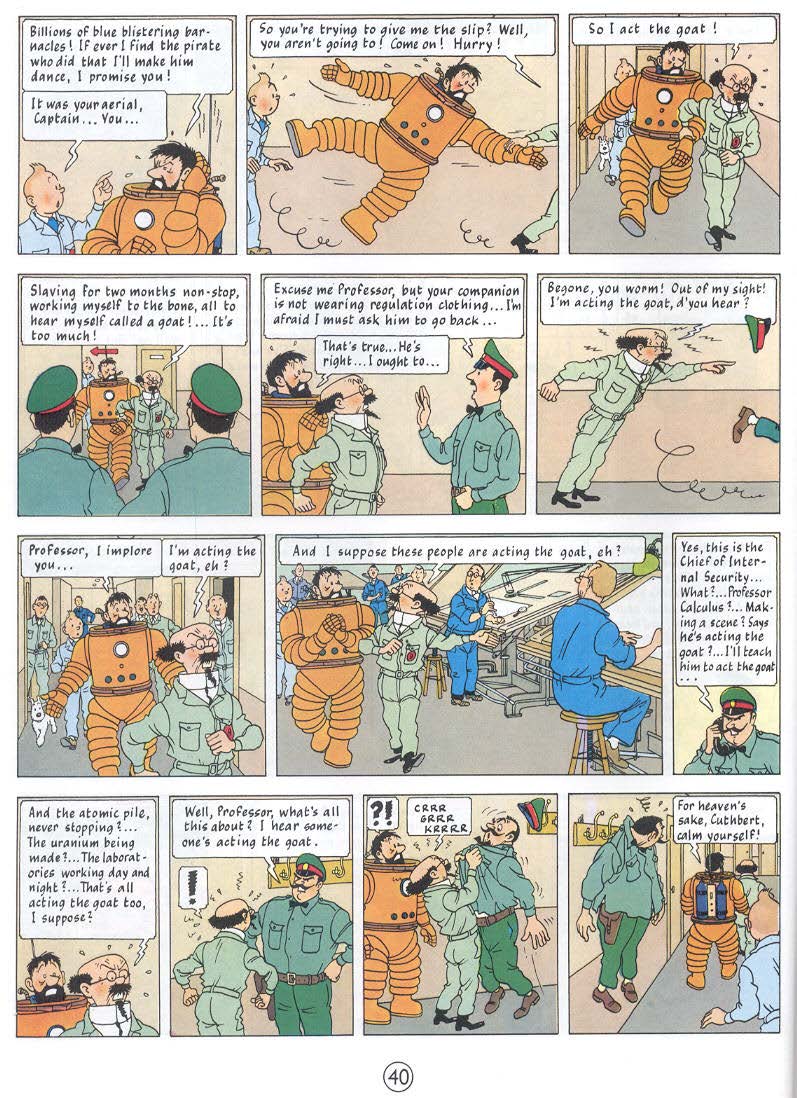 Billions of blue blistering bar-
nacles! If ever I find the pirate
who did that I'll make him
dance, I promise you!
It was your aerial,
Captain... You...
So you're trying to give me the slip? Well,
you aren't going to! Come on! Hurry!
So I act the goat!
Slaving for two months non-stop,
working myself to the bone, all to
hear myself called a goat!... It's
too much!
Excuse me Professor, but your companion
is not wearing regulation clothing... I'm
afraid I must ask him to go back...
That's true... He's
right... I ought to...
Begone, you worm! Out of my sight!
I'm acting the goat, d'you hear?
Professor, I implore
you...
I'm acting the
goat, eh?
And I suppose these people are acting the goat, eh?
Yes, this is the
Chief of Inter-
nal Security...
What?...Professor
Calculus?... Mak-
ing a scene? Says
he's acting the
goat?...I'll teach
him to act the goat
...
And the atomic pile,
never stopping?...
The uranium being
made?...The laborat-
ories working day and
night?...That's all
acting the goat too,
I suppose?
Well, Professor, what's all
this about? I hear some-
one's acting the goat.
!
?!
CRRR
GRRR
KRRRR
For heaven's
sake, Cuthbert,
calm yourself!
40